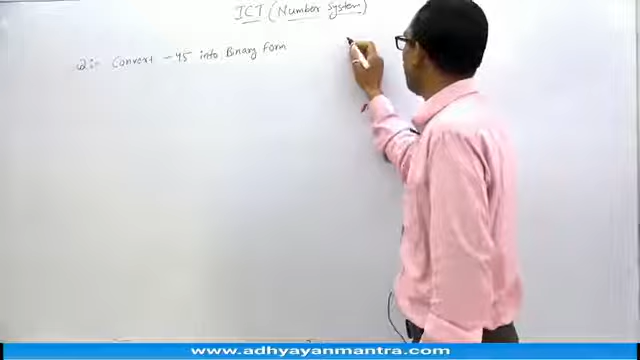 ICT (Number System)
Q:- Convert -45 into Binary Form
www.adhyayanmantra.com